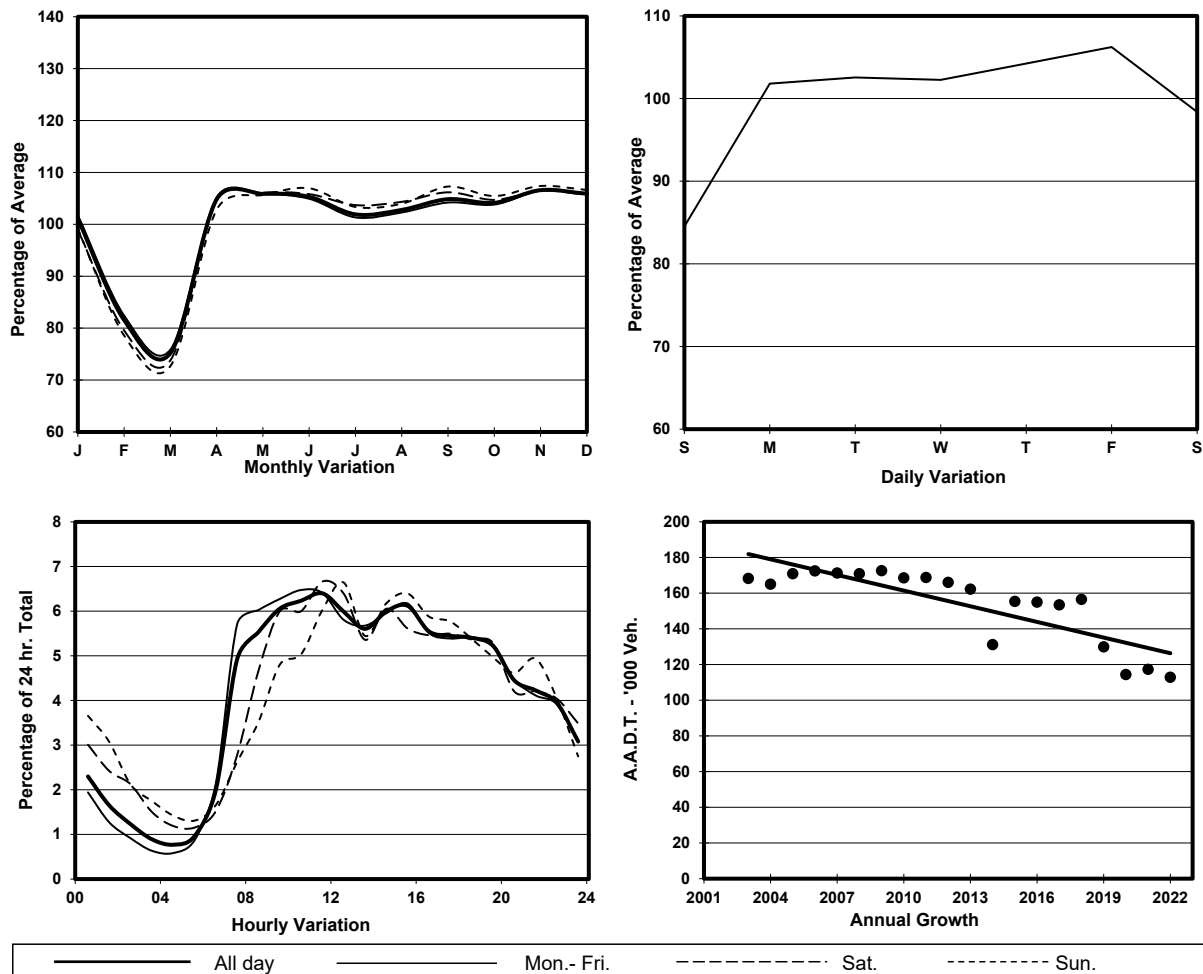 140
130
120
110
100
90
80
70
60
Percentage of Average
J F M A M J J A S O N D
Monthly Variation
110
100
90
80
70
60
Percentage of Average
S M T W T F S
Daily Variation
8
7
6
5
4
3
2
1
0
Percentage of 24 hr. Total
00 04 08 12 16 20 24
Hourly Variation
200
180
160
140
120
100
80
60
40
20
0
A.A.D.T. - '000 Veh.
2001 2004 2007 2010 2013 2016 2019 2022
Annual Growth
All day Mon.- Fri. Sat. Sun.